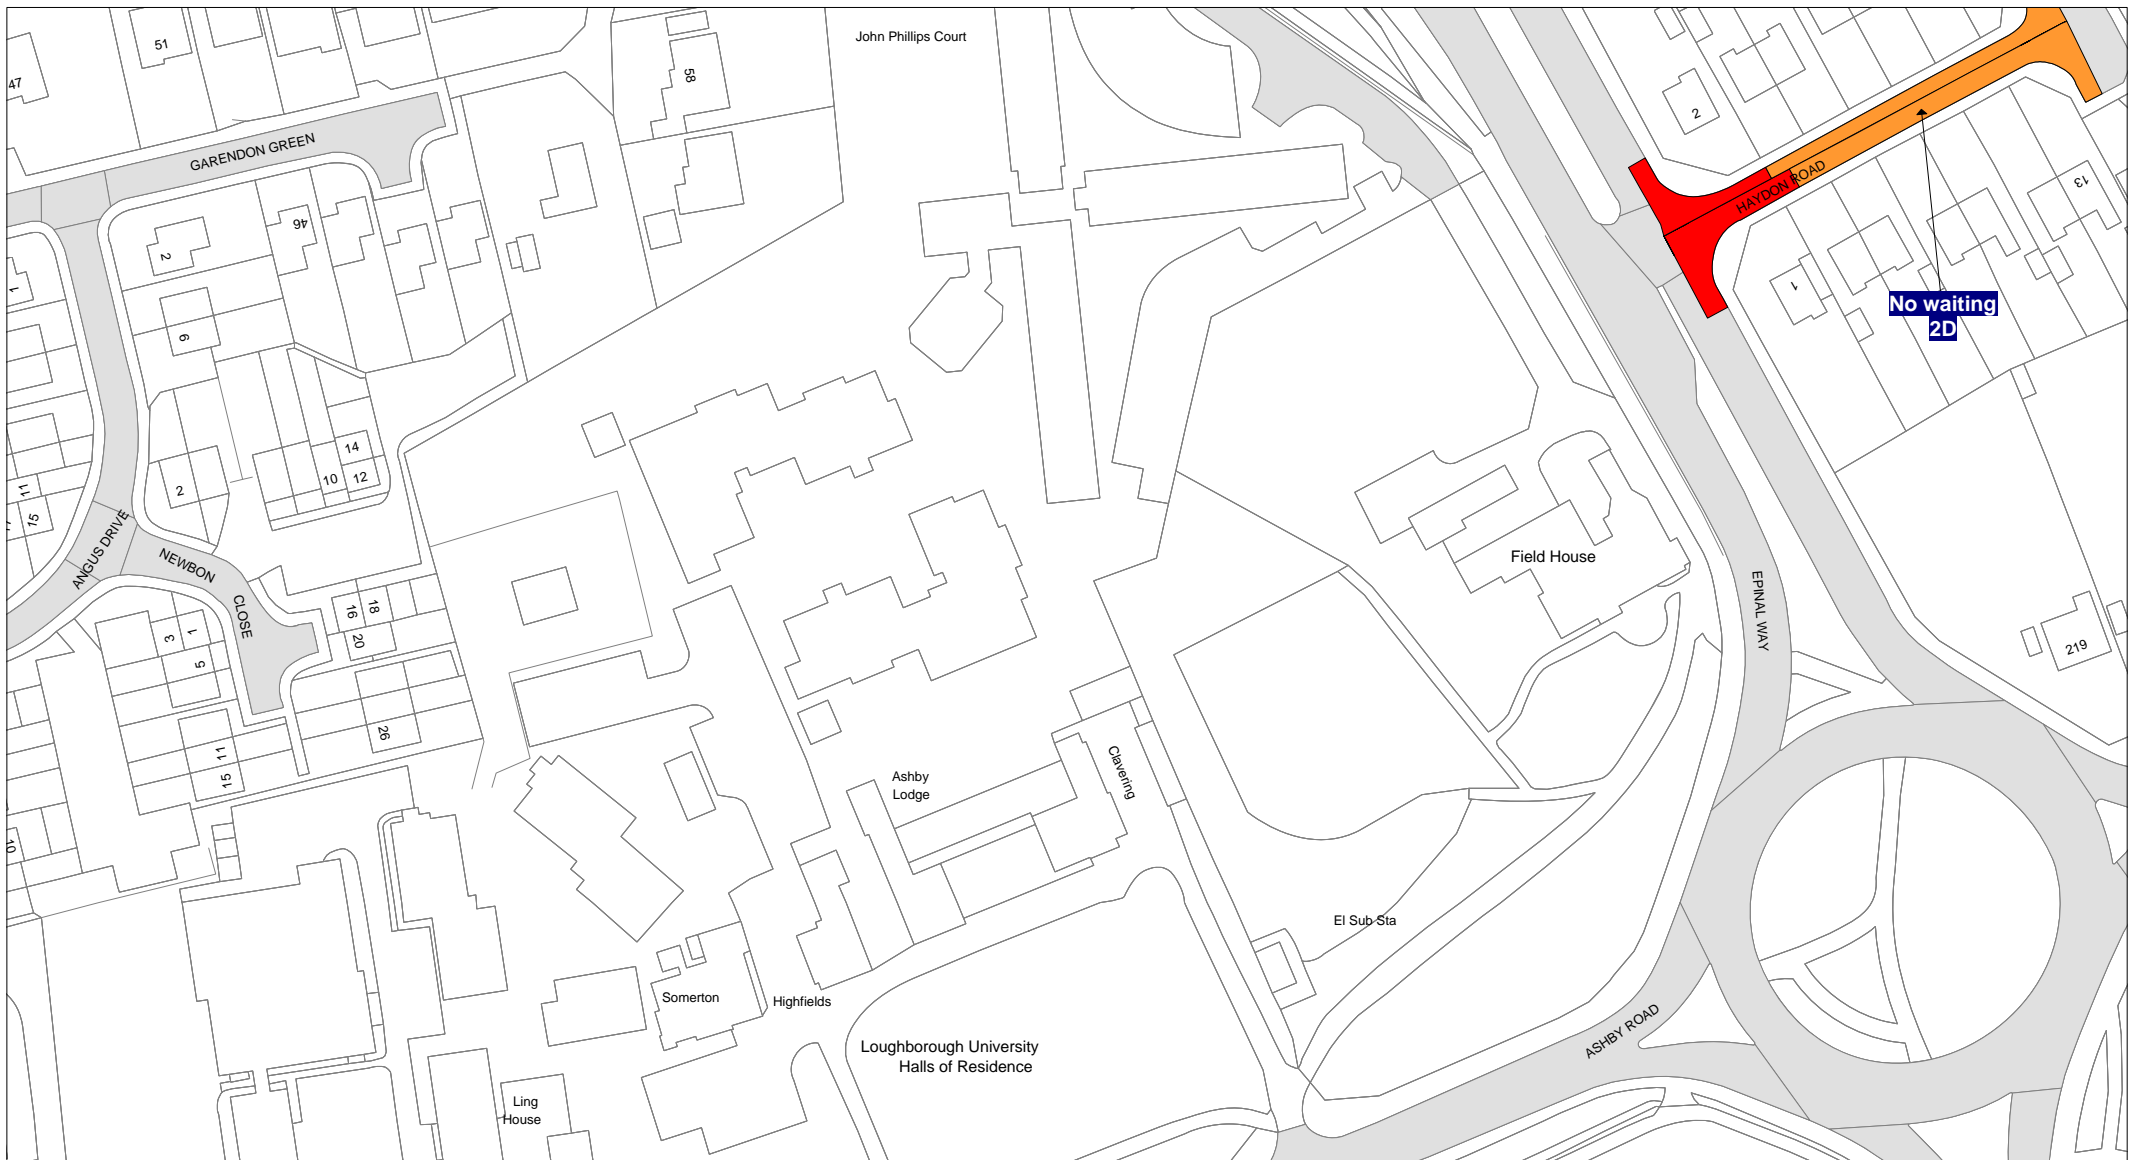 John Phillips Court
51
47
58
GARENDON GREEN
2
HAYDON ROAD
13
46
2
1
1
No waiting
2D
6
14
10
12
2
11
15
ANGUS DRIVE
NEWBON
CLOSE
Field House
EPINAL WAY
16
18
20
3
1
5
219
26
11
15
Ashby
Lodge
Clavering
10
El Sub Sta
Somerton
Highfields
ASHBY ROAD
Loughborough University
Halls of Residence
Ling
House